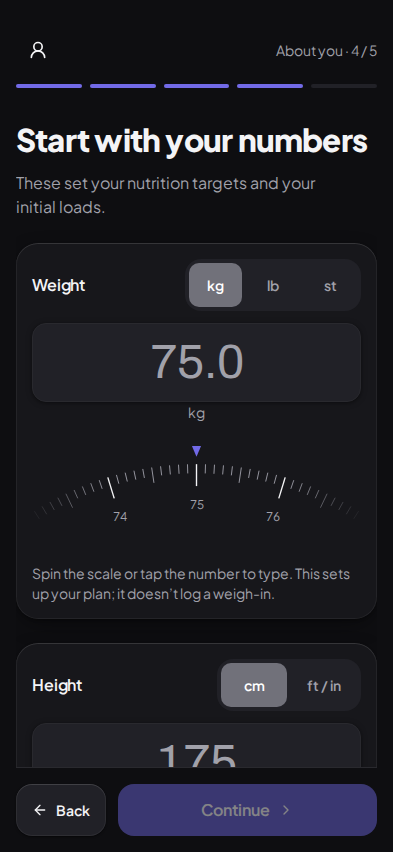 About you · 4 / 5
Start with your numbers
These set your nutrition targets and your
initial loads.
Weight
kg
lb
st
75.0
kg
74
75
76
Spin the scale or tap the number to type. This sets
up your plan; it doesn't log a weigh-in.
Height
cm
ft / in
175
Back
Continue